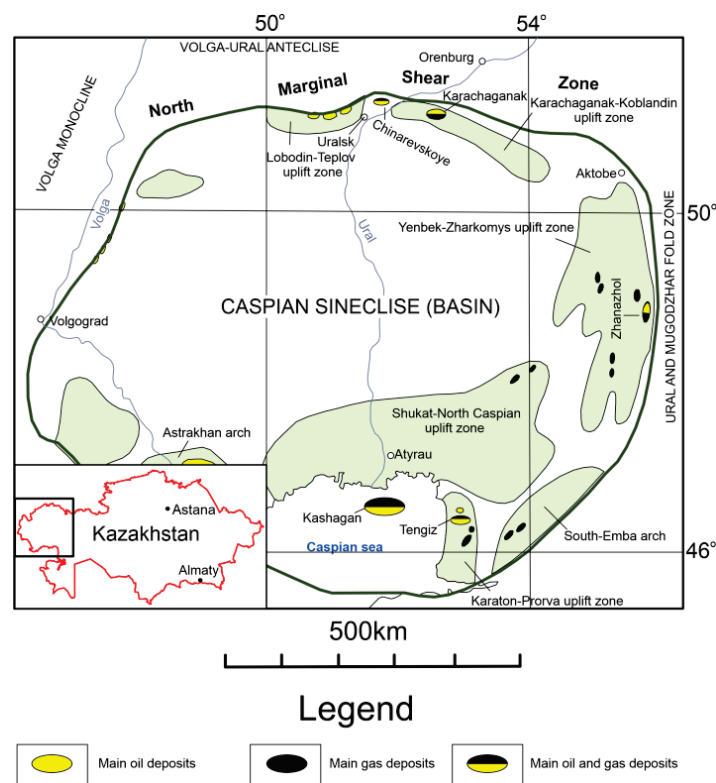 50°
54°
VOLGA-URAL ANTECLISE
Orenburg
Marginal
Shear
Zone
North
Karachaganak
Karachaganak-Koblandin
uplift zone
Chinarevskoye
Uralsk
Lobodin-Teplov
uplift zone
VOLGA MONOCLINE
Aktobe
Volga
Ural
50°
Yenbek-Zharkomys uplift zone
URAL AND MUGODZHAR FOLD ZONE
CASPIAN SINECLISE (BASIN)
Zhanazhol
Volgograd
Shukat-North Caspian
uplift zone
Astrakhan arch
Atyrau
Kashagan
Tengiz
South-Emba arch
Caspian sea
46°
Karaton-Prorva uplift zone
Astana
Kazakhstan
Almaty
500km
Legend
Main oil deposits
Main gas deposits
Main oil and gas deposits